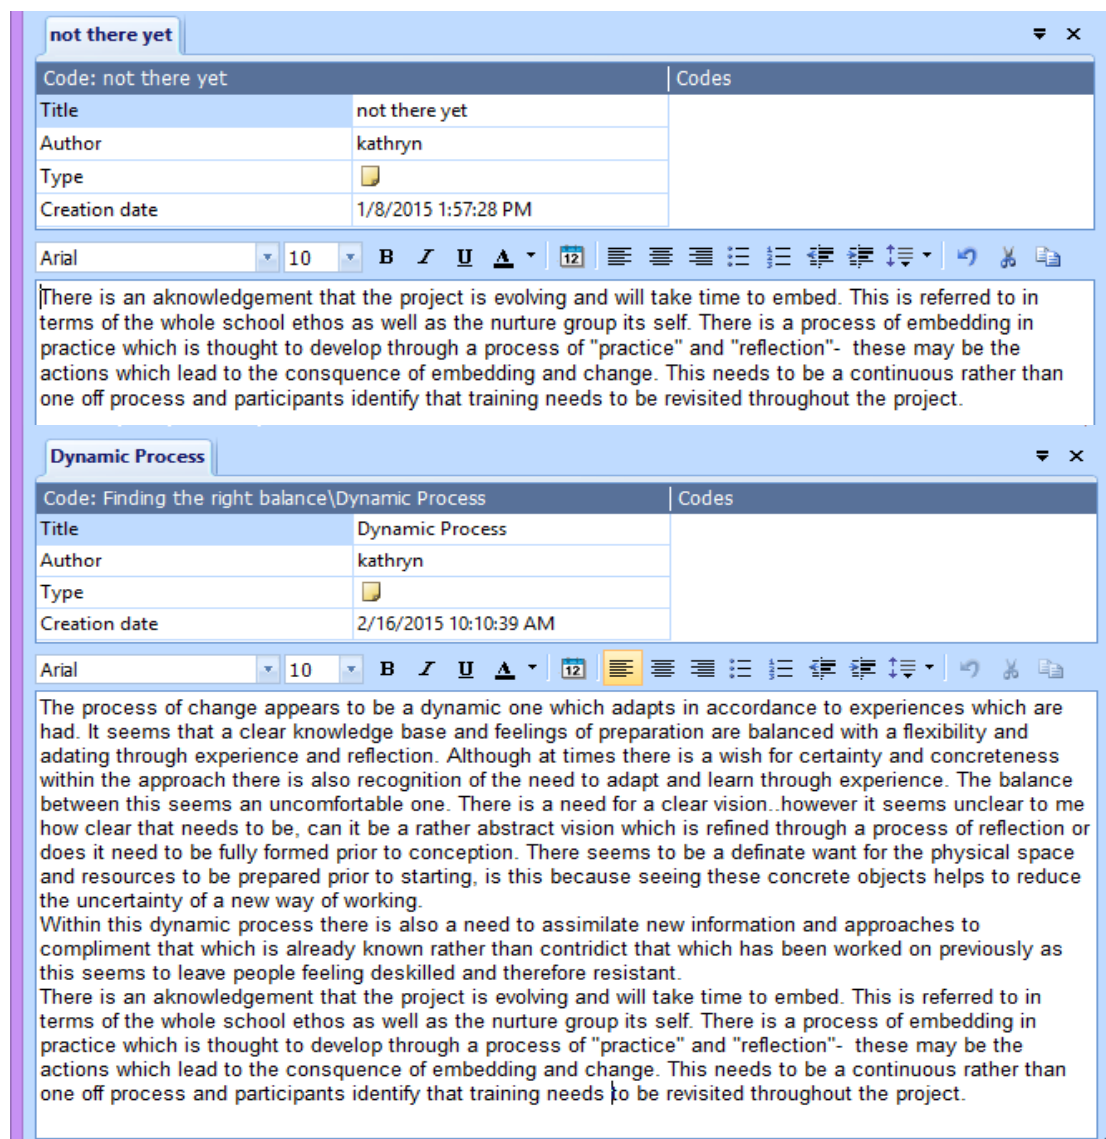 not there yet
Code: not there yet Codes
Title not there yet
Author kathryn
Type
Creation date 1/8/2015 1:57:28 PM
Arial 10 B I U A 12
There is an aknowledgement that the project is evolving and will take time to embed. This is referred to in
terms of the whole school ethos as well as the nurture group its self. There is a process of embedding in
practice which is thought to develop through a process of "practice" and "reflection"-  these may be the
actions which lead to the consquence of embedding and change. This needs to be a continuous rather than
one off process and participants identify that training needs to be revisited throughout the project.
Dynamic Process
Code: Finding the right balance\Dynamic Process Codes
Title Dynamic Process
Author kathryn
Type
Creation date 2/16/2015 10:10:39 AM
Arial 10 B I U A 12
The process of change appears to be a dynamic one which adapts in accordance to experiences which are
had. It seems that a clear knowledge base and feelings of preparation are balanced with a flexibility and
adating through experience and reflection. Although at times there is a wish for certainty and concreteness
within the approach there is also recognition of the need to adapt and learn through experience. The balance
between this seems an uncomfortable one. There is a need for a clear vision..however it seems unclear to me
how clear that needs to be, can it be a rather abstract vision which is refined through a process of reflection or
does it need to be fully formed prior to conception. There seems to be a definate want for the physical space
and resources to be prepared prior to starting, is this because seeing these concrete objects helps to reduce
the uncertainty of a new way of working.
Within this dynamic process there is also a need to assimilate new information and approaches to
compliment that which is already known rather than contridict that which has been worked on previously as
this seems to leave people feeling deskilled and therefore resistant.
There is an aknowledgement that the project is evolving and will take time to embed. This is referred to in
terms of the whole school ethos as well as the nurture group its self. There is a process of embedding in
practice which is thought to develop through a process of "practice" and "reflection"-  these may be the
actions which lead to the consquence of embedding and change. This needs to be a continuous rather than
one off process and participants identify that training needs to be revisited throughout the project.